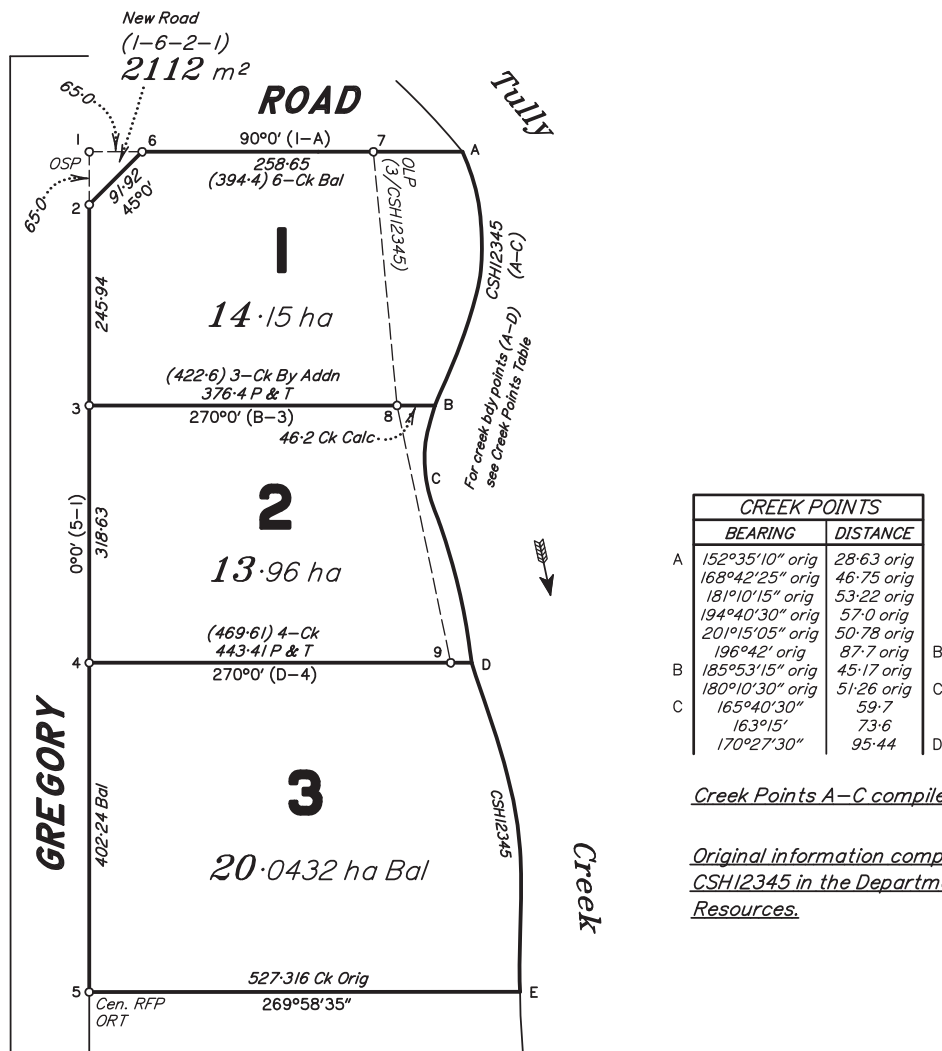 New Road
(1-6-2-1)
2112 m²
65·0
ROAD
Tully
1
6
90°0′ (1-A)
7
A
OSP
258·65
(394·4) 6-Ck Bal
OLP
(3/CSH12345)
91·92
45°0′
65·0
2
1
CSH12345
(A-C)
245·94
14·15 ha
For creek bdy points (A-D)
see Creek Points Table
(422·6) 3-Ck By Addn
376·4 P & T
3
270°0′ (B-3)
8
B
46·2 Ck Calc
C
2
0°0′ (5-1)
318·63
13·96 ha
(469·61) 4-Ck
443·41 P & T
4
270°0′ (D-4)
9
D
GREGORY
3
402·24 Bal
CSH12345
20·0432 ha Bal
Creek
527·316 Ck Orig
5
269°58′35″
E
Cen. RFP
ORT
CREEK POINTS
BEARING DISTANCE
A 152°35′10″ orig 28·63 orig
168°42′25″ orig 46·75 orig
181°10′15″ orig 53·22 orig
194°40′30″ orig 57·0 orig
201°15′05″ orig 50·78 orig
196°42′ orig 87·7 orig B
B 185°53′15″ orig 45·17 orig
180°10′30″ orig 51·26 orig C
C 165°40′30″ 59·7
163°15′ 73·6
170°27′30″ 95·44 D
Creek Points A-C compile
Original information comp
CSH12345 in the Departm
Resources.